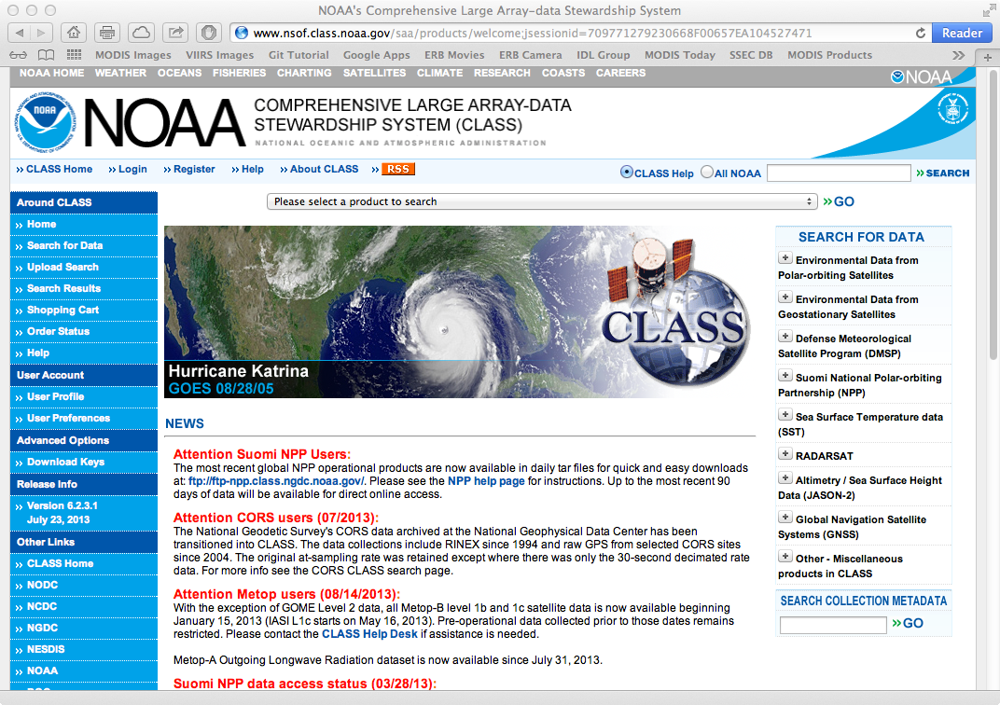 NOAA's Comprehensive Large Array-data Stewardship System
www.nsof.class.noaa.gov/saa/products/welcome;jsessionid=709771279230668F00657EA104527471
Reader
MODIS Images VIIRS Images Git Tutorial Google Apps ERB Movies ERB Camera IDL Group MODIS Today SSEC DB MODIS Products
NOAA HOME WEATHER OCEANS FISHERIES CHARTING SATELLITES CLIMATE RESEARCH COASTS CAREERS
NOAA
NOAA
NOAA
COMPREHENSIVE LARGE ARRAY-DATA
STEWARDSHIP SYSTEM (CLASS)
NATIONAL OCEANIC AND ATMOSPHERIC ADMINISTRATION
» CLASS Home » Login » Register » Help » About CLASS » RSS
CLASS Help All NOAA » SEARCH
Please select a product to search » GO
Around CLASS
» Home
» Search for Data
» Upload Search
» Search Results
» Shopping Cart
» Order Status
» Help
User Account
» User Profile
» User Preferences
Advanced Options
» Download Keys
Release Info
» Version 6.2.3.1
July 23, 2013
Other Links
» CLASS Home
» NODC
» NCDC
» NGDC
» NESDIS
» NOAA
CLASS
Hurricane Katrina
GOES 08/28/05
NEWS
Attention Suomi NPP Users:
The most recent global NPP operational products are now available in daily tar files for quick and easy downloads
at: ftp://ftp-npp.class.ngdc.noaa.gov/. Please see the NPP help page for instructions. Up to the most recent 90
days of data will be available for direct online access.
Attention CORS users (07/2013):
The National Geodetic Survey's CORS data archived at the National Geophysical Data Center has been
transitioned into CLASS. The data collections include RINEX since 1994 and raw GPS from selected CORS sites
since 2004. The original at-sampling rate was retained except where there was only the 30-second decimated rate
data. For more info see the CORS CLASS search page.
Attention Metop users (08/14/2013):
With the exception of GOME Level 2 data, all Metop-B level 1b and 1c satellite data is now available beginning
January 15, 2013 (IASI L1c starts on May 16, 2013). Pre-operational data collected prior to those dates remains
restricted. Please contact the CLASS Help Desk if assistance is needed.
Metop-A Outgoing Longwave Radiation dataset is now available since July 31, 2013.
Suomi NPP data access status (03/28/13):
SEARCH FOR DATA
+ Environmental Data from
Polar-orbiting Satellites
+ Environmental Data from
Geostationary Satellites
+ Defense Meteorological
Satellite Program (DMSP)
+ Suomi National Polar-orbiting
Partnership (NPP)
+ Sea Surface Temperature data
(SST)
+ RADARSAT
+ Altimetry / Sea Surface Height
Data (JASON-2)
+ Global Navigation Satellite
Systems (GNSS)
+ Other - Miscellaneous
products in CLASS
SEARCH COLLECTION METADATA
» GO